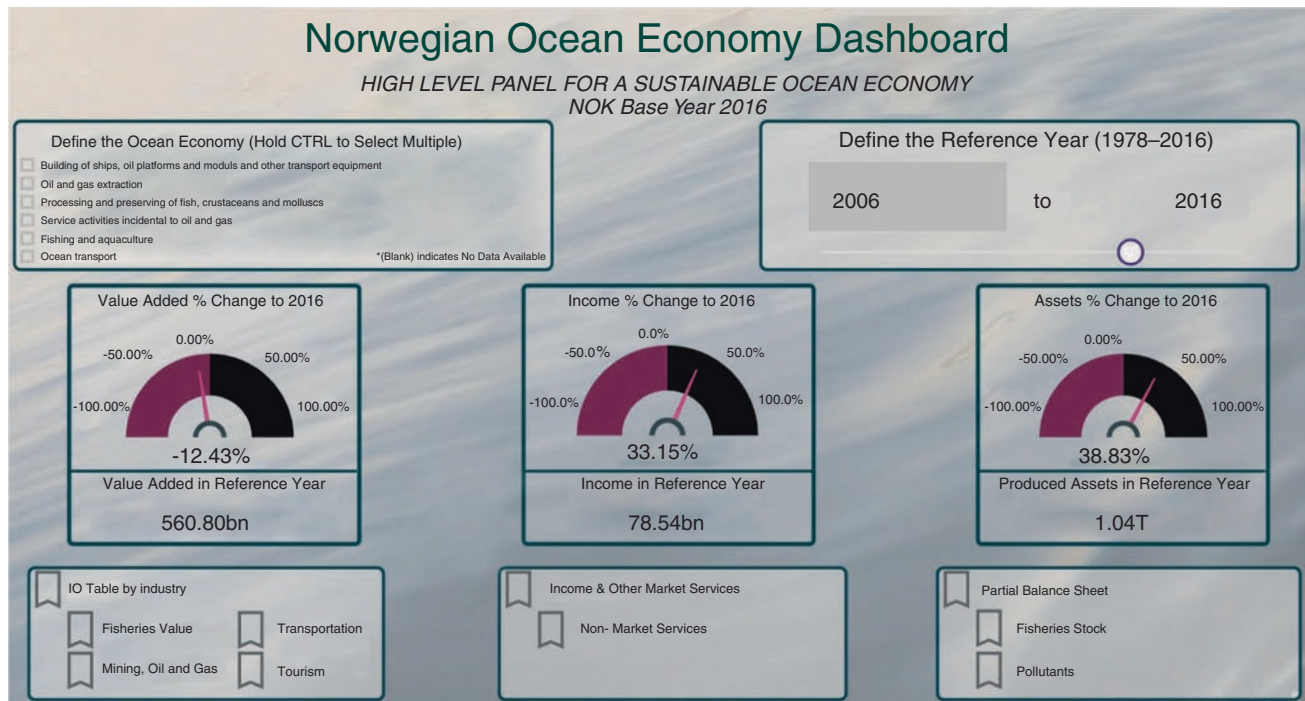 Norwegian Ocean Economy Dashboard
HIGH LEVEL PANEL FOR A SUSTAINABLE OCEAN ECONOMY
NOK Base Year 2016
Define the Ocean Economy (Hold CTRL to Select Multiple)
Building of ships, oil platforms and moduls and other transport equipment
Oil and gas extraction
Processing and preserving of fish, crustaceans and molluscs
Service activities incidental to oil and gas
Fishing and aquaculture
Ocean transport
*(Blank) indicates No Data Available
Define the Reference Year (1978–2016)
2006 to 2016
Value Added % Change to 2016
0.00%
-50.00% 50.00%
-100.00% 100.00%
-12.43%
Value Added in Reference Year
560.80bn
Income % Change to 2016
0.0%
-50.0% 50.0%
-100.0% 100.0%
33.15%
Income in Reference Year
78.54bn
Assets % Change to 2016
0.00%
-50.00% 50.00%
-100.00% 100.00%
38.83%
Produced Assets in Reference Year
1.04T
IO Table by industry
Fisheries Value Transportation
Mining, Oil and Gas Tourism
Income & Other Market Services
Non- Market Services
Partial Balance Sheet
Fisheries Stock
Pollutants